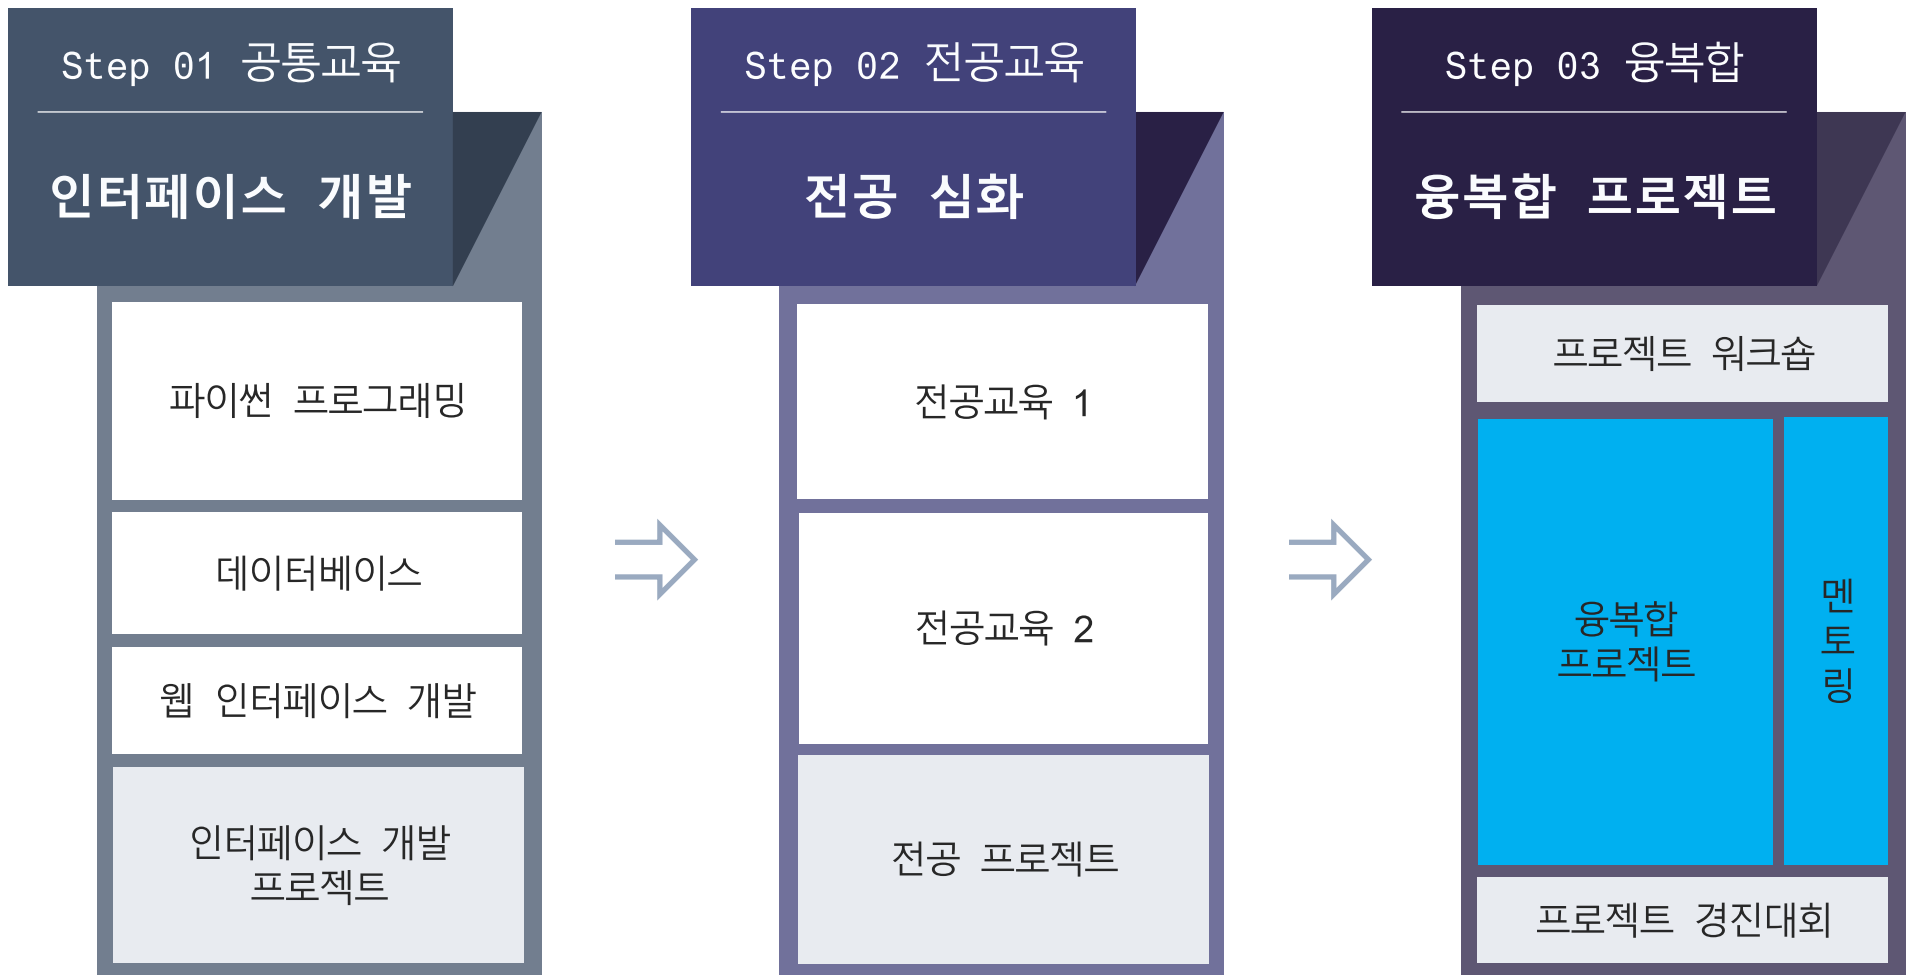 Step 01 공통교육
인터페이스 개발
파이썬 프로그래밍
데이터베이스
웹 인터페이스 개발
인터페이스 개발
프로젝트
Step 02 전공교육
전공 심화
전공교육 1
전공교육 2
전공 프로젝트
Step 03 융복합
융복합 프로젝트
프로젝트 워크숍
융복합
프로젝트
멘
토
링
프로젝트 경진대회